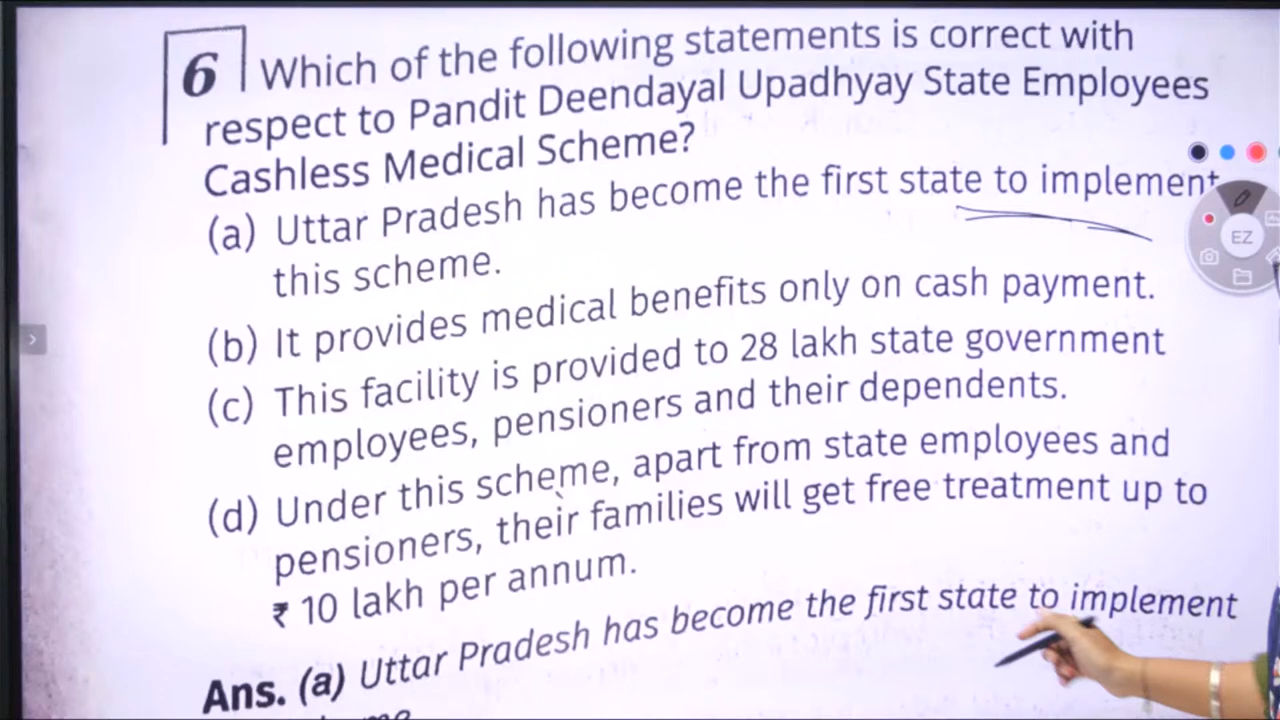 6 Which of the following statements is correct with
respect to Pandit Deendayal Upadhyay State Employees
Cashless Medical Scheme?
(a) Uttar Pradesh has become the first state to implement
this scheme.
(b) It provides medical benefits only on cash payment.
(c) This facility is provided to 28 lakh state government
employees, pensioners and their dependents.
(d) Under this scheme, apart from state employees and
pensioners, their families will get free treatment up to
₹ 10 lakh per annum.
Ans. (a) Uttar Pradesh has become the first state to implement
EZ